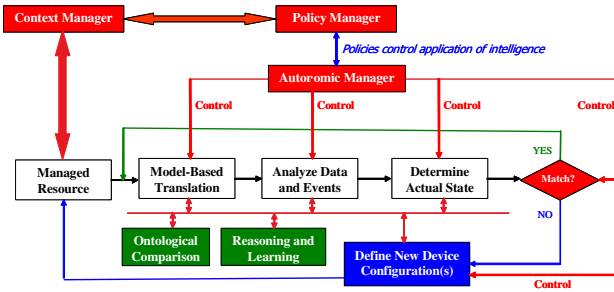 Context Manager
Policy Manager
Policies control application of intelligence
Autoromic Manager
Control
Control
Control
Control
YES
Managed
Resource
Model-Based
Translation
Analyze Data
and Events
Determine
Actual State
Match?
NO
Ontological
Comparison
Reasoning and
Learning
Define New Device
Configuration(s)
Control